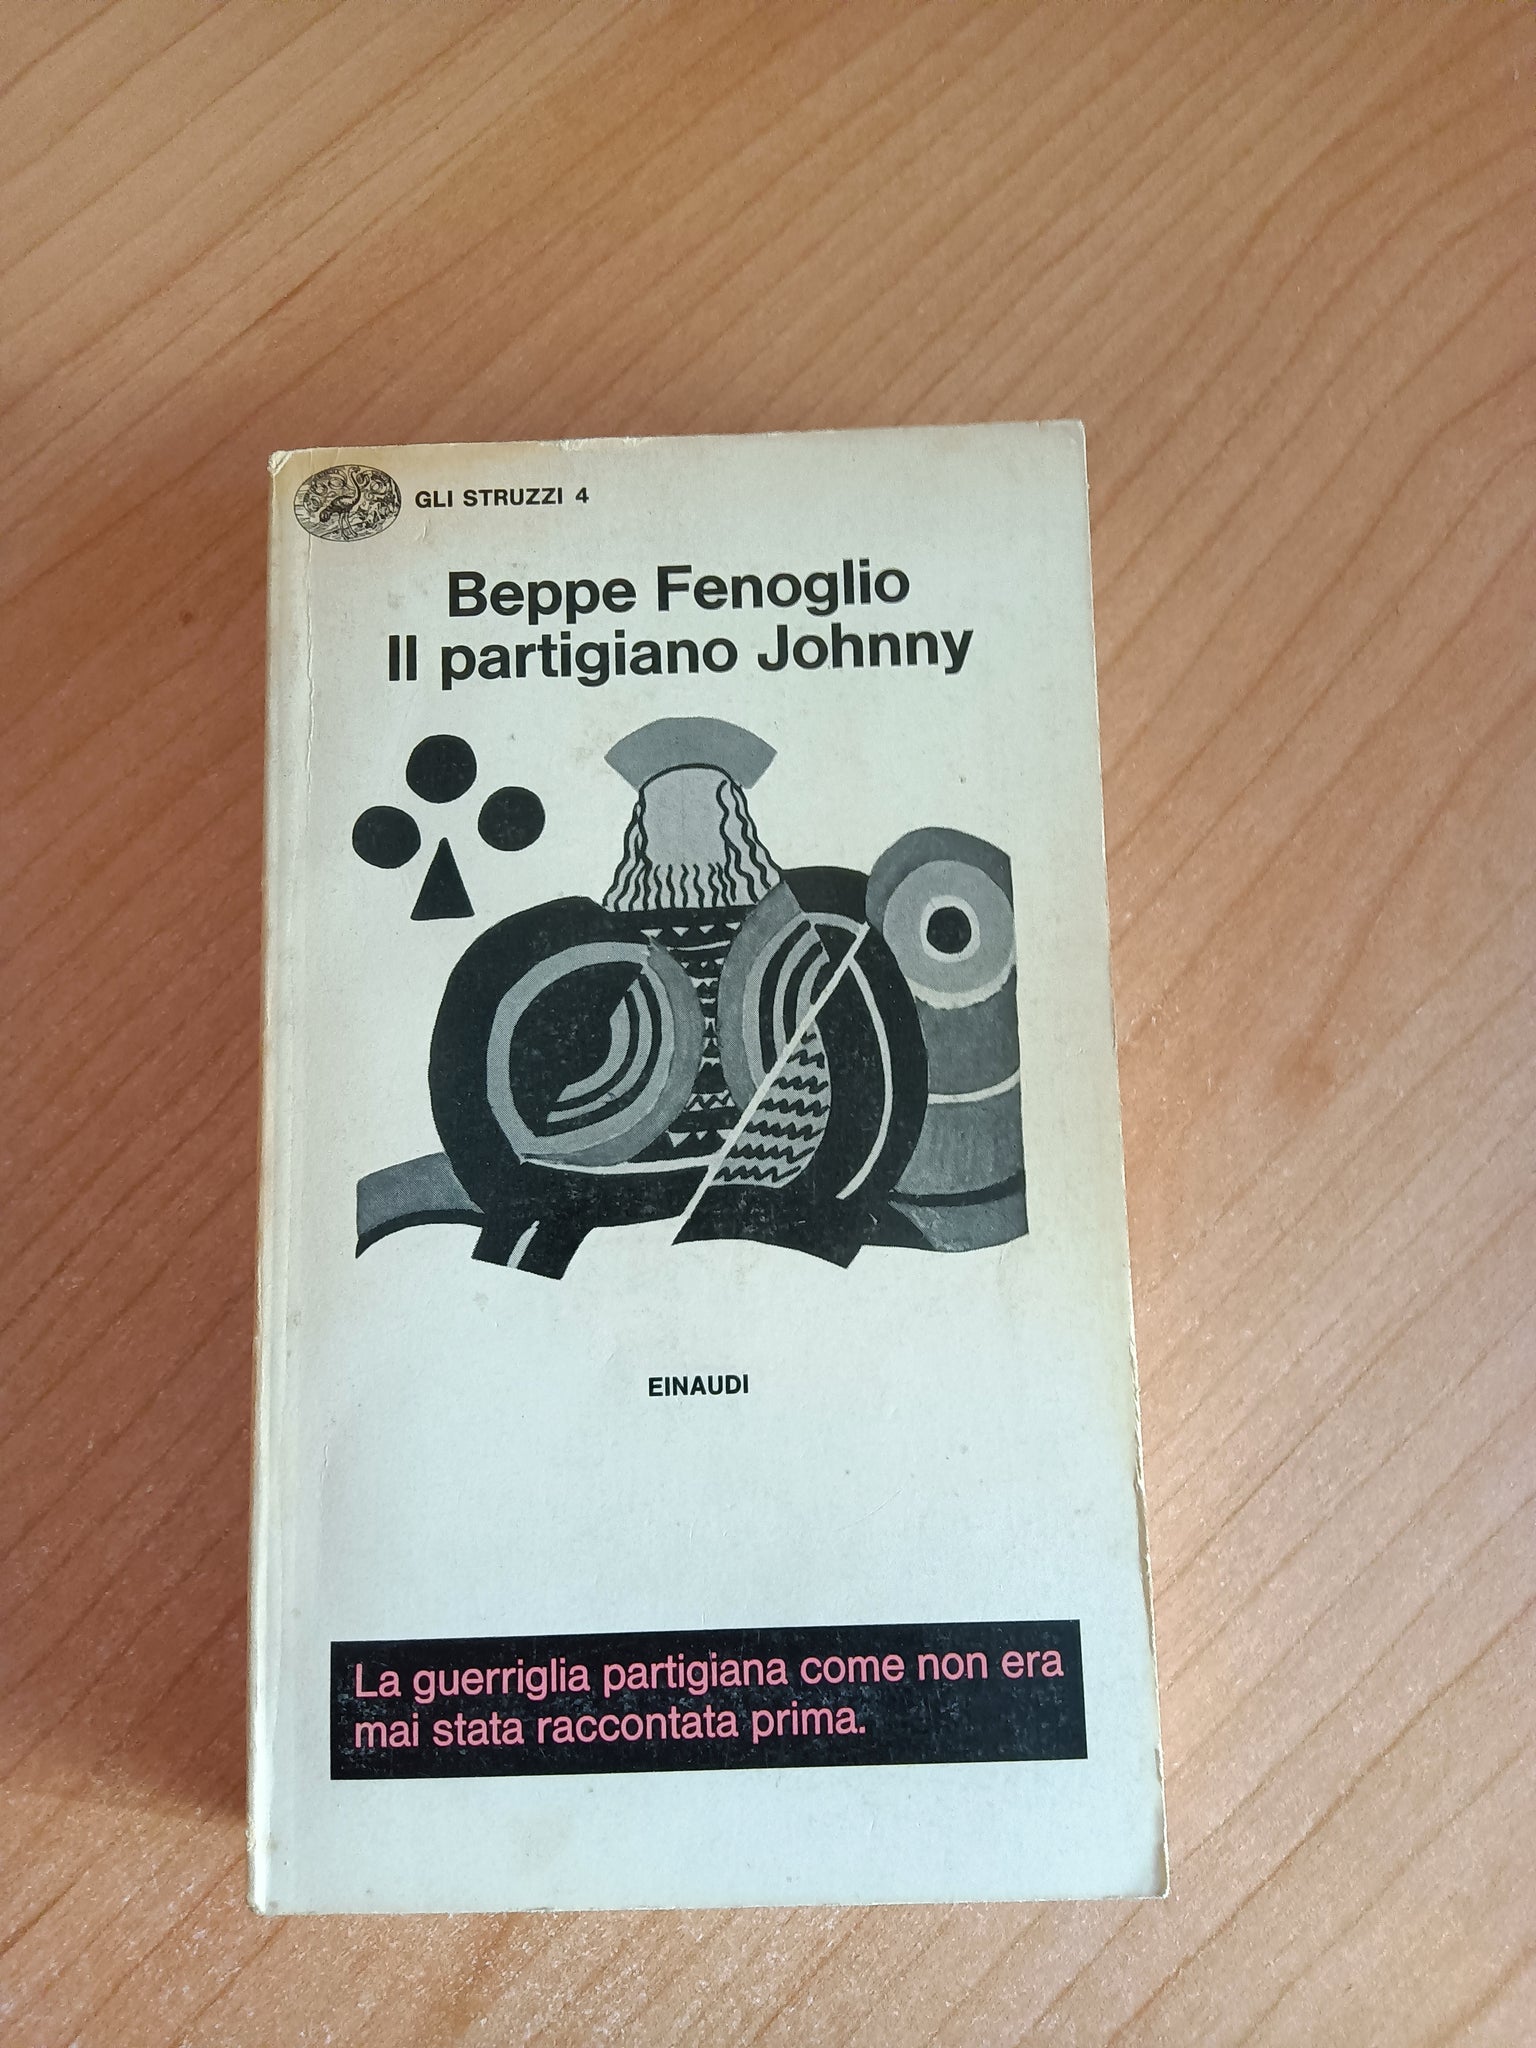 GLI STRUZZI 4
Beppe Fenoglio
Il partigiano Johnny
EINAUDI
La guerriglia partigiana come non era
mai stata raccontata prima.